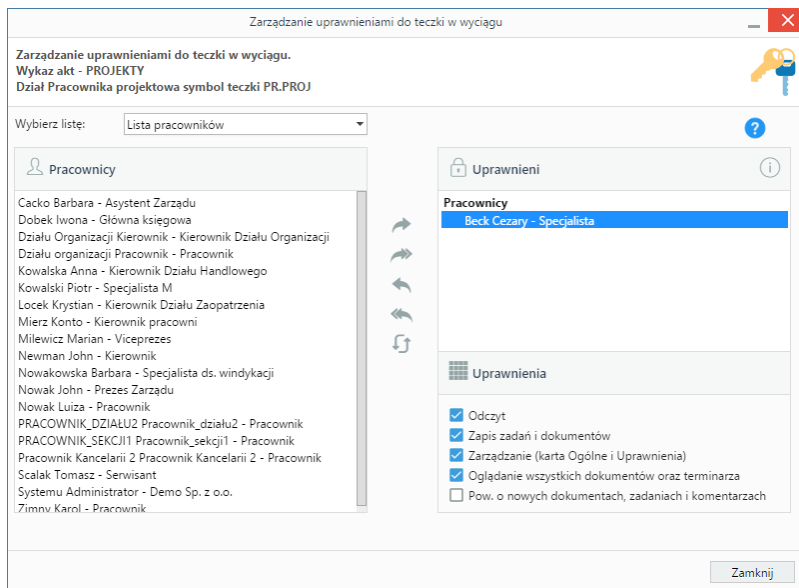 Zarządzanie uprawnieniami do teczki w wyciągu
Zarządzanie uprawnieniami do teczki w wyciągu.
Wykaz akt - PROJEKTY
Dział Pracownika projektowa symbol teczki PR.PROJ
Wybierz listę:
Lista pracowników
?
Pracownicy
Cacko Barbara - Asystent Zarządu
Dobek Iwona - Główna księgowa
Działu Organizacji Kierownik - Kierownik Działu Organizacji
Działu organizacji Pracownik - Pracownik
Kowalska Anna - Kierownik Działu Handlowego
Kowalski Piotr - Specjalista M
Locek Krystian - Kierownik Działu Zaopatrzenia
Mierz Konto - Kierownik pracowni
Milewicz Marian - Viceprezes
Newman John - Kierownik
Nowakowska Barbara - Specjalista ds. windykacji
Nowak John - Prezes Zarządu
Nowak Luiza - Pracownik
PRACOWNIK_DZIAŁU2 Pracownik_działu2 - Pracownik
PRACOWNIK_SEKCJI1 Pracownik_sekcji1 - Pracownik
Pracownik Kancelarii 2 Pracownik Kancelarii 2 - Pracownik
Scalak Tomasz - Serwisant
Systemu Administrator - Demo Sp. z o.o.
Zimny Karol - Pracownik
Uprawnieni
Pracownicy
Beck Cezary - Specjalista
Uprawnienia
Odczyt
Zapis zadań i dokumentów
Zarządzanie (karta Ogólne i Uprawnienia)
Oglądanie wszystkich dokumentów oraz terminarza
Pow. o nowych dokumentach, zadaniach i komentarzach
Zamknij